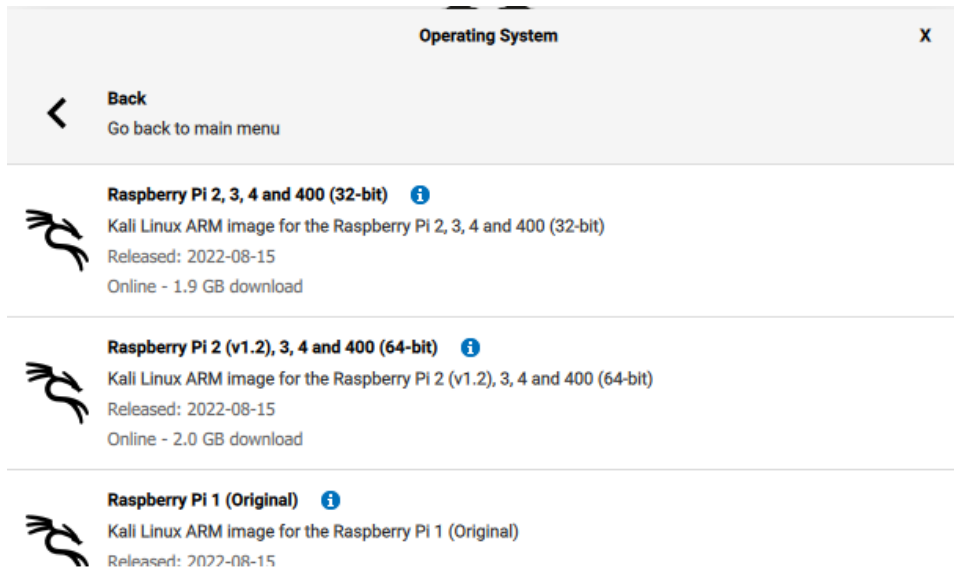 Operating System
X
Back
Go back to main menu
Raspberry Pi 2, 3, 4 and 400 (32-bit)
Kali Linux ARM image for the Raspberry Pi 2, 3, 4 and 400 (32-bit)
Released: 2022-08-15
Online - 1.9 GB download
Raspberry Pi 2 (v1.2), 3, 4 and 400 (64-bit)
Kali Linux ARM image for the Raspberry Pi 2 (v1.2), 3, 4 and 400 (64-bit)
Released: 2022-08-15
Online - 2.0 GB download
Raspberry Pi 1 (Original)
Kali Linux ARM image for the Raspberry Pi 1 (Original)
Released: 2022-08-15